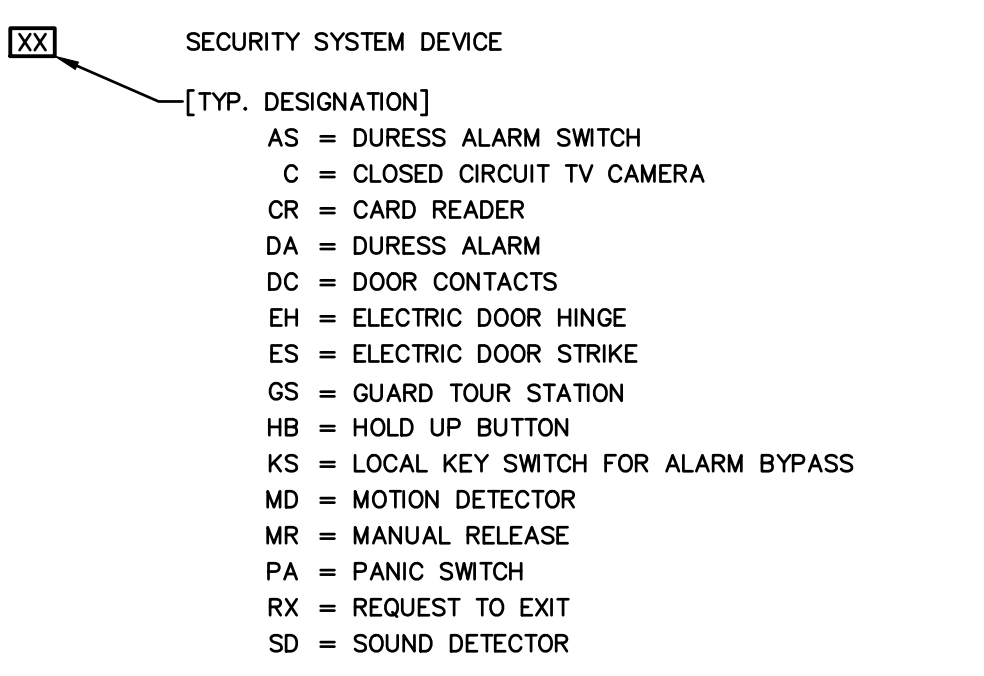 XX SECURITY SYSTEM DEVICE
[TYP. DESIGNATION]
AS = DURESS ALARM SWITCH
C = CLOSED CIRCUIT TV CAMERA
CR = CARD READER
DA = DURESS ALARM
DC = DOOR CONTACTS
EH = ELECTRIC DOOR HINGE
ES = ELECTRIC DOOR STRIKE
GS = GUARD TOUR STATION
HB = HOLD UP BUTTON
KS = LOCAL KEY SWITCH FOR ALARM BYPASS
MD = MOTION DETECTOR
MR = MANUAL RELEASE
PA = PANIC SWITCH
RX = REQUEST TO EXIT
SD = SOUND DETECTOR